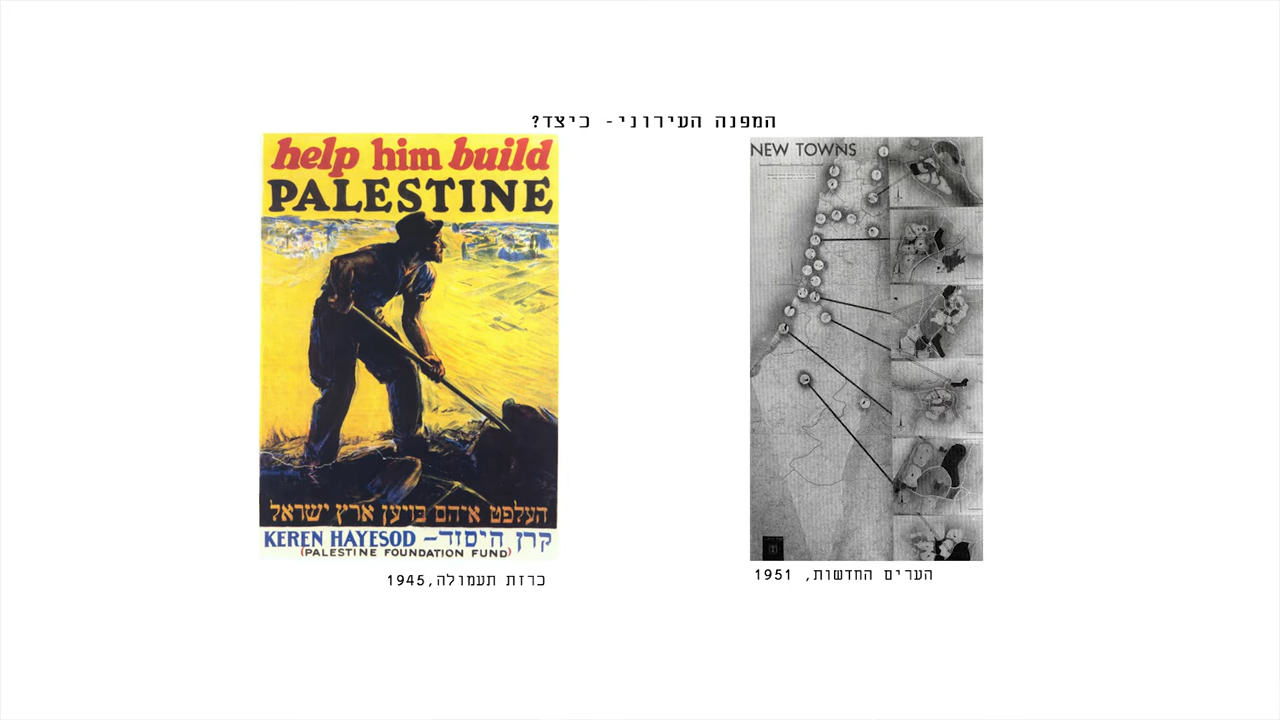 המפנה העירוני- כיצד?
help him build
PALESTINE
העלפט איהם בויען ארץ ישראל
KEREN HAYESOD – קרן היסוד
(PALESTINE FOUNDATION FUND)
כרזת תעמולה,1945
NEW TOWNS
הערים החדשות, 1951